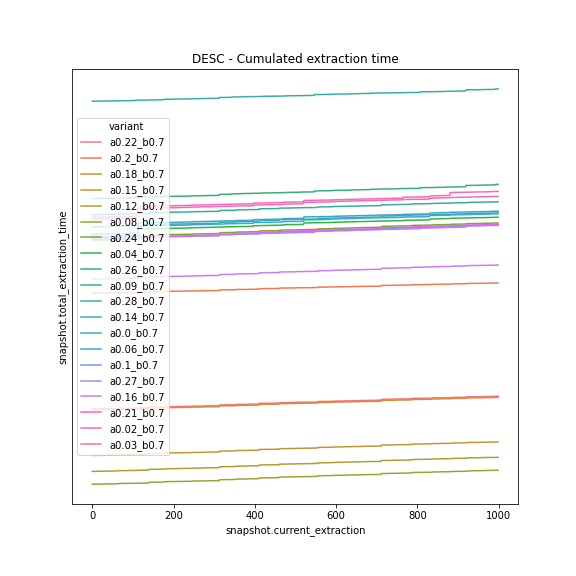 DESC - Cumulated extraction time
snapshot.total_extraction_time
variant
a0.22_b0.7
a0.2_b0.7
a0.18_b0.7
a0.15_b0.7
a0.12_b0.7
a0.08_b0.7
a0.24_b0.7
a0.04_b0.7
a0.26_b0.7
a0.09_b0.7
a0.28_b0.7
a0.14_b0.7
a0.0_b0.7
a0.06_b0.7
a0.1_b0.7
a0.27_b0.7
a0.16_b0.7
a0.21_b0.7
a0.02_b0.7
a0.03_b0.7
0 200 400 600 800 1000
snapshot.current_extraction